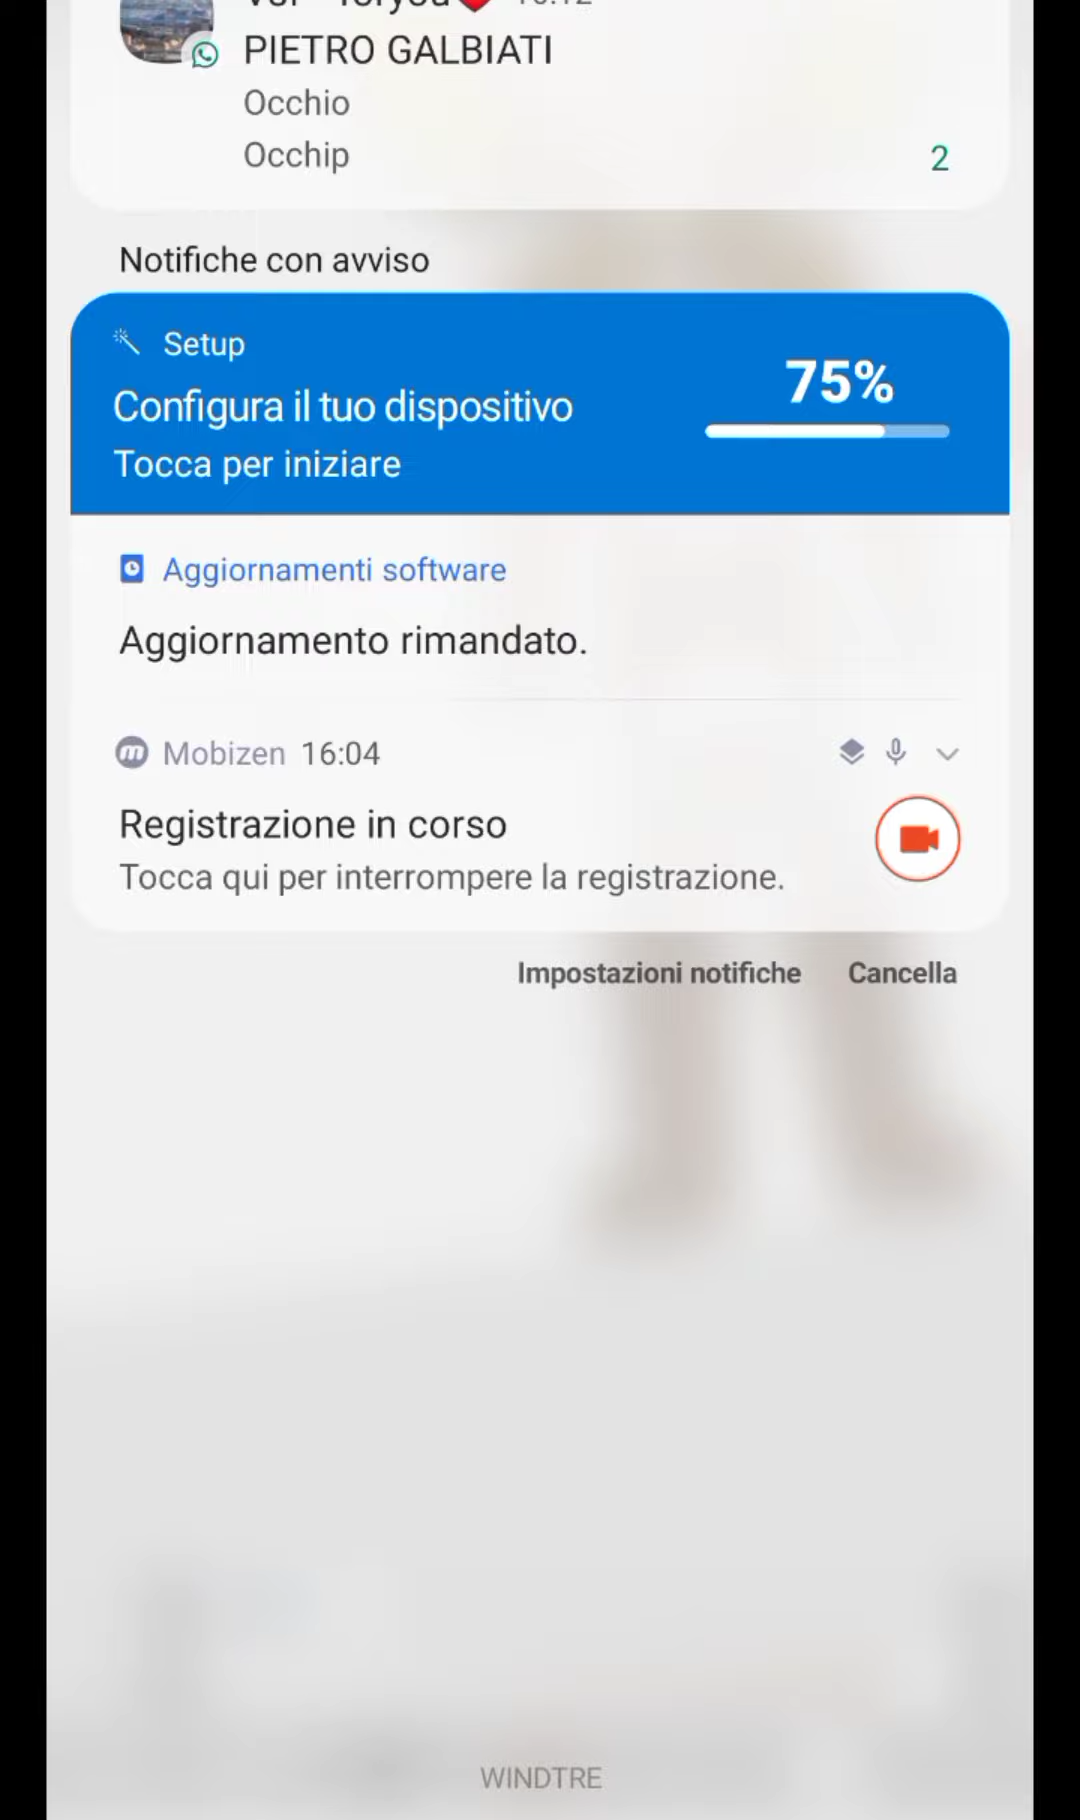 PIETRO GALBIATI
Occhio
Occhip
2
Notifiche con avviso
Setup
Configura il tuo dispositivo
Tocca per iniziare
75%
Aggiornamenti software
Aggiornamento rimandato.
Mobizen 16:04
Registrazione in corso
Tocca qui per interrompere la registrazione.
Impostazioni notifiche Cancella
WINDTRE